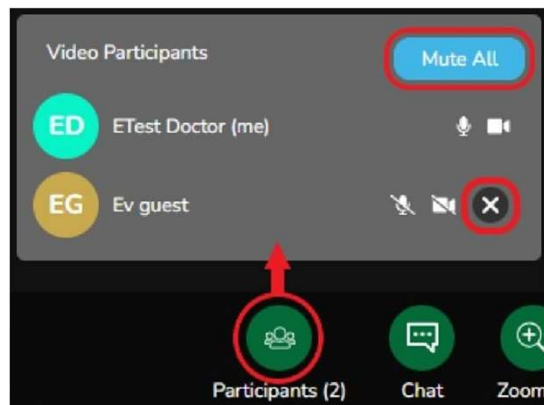 Video Participants
Mute All
ED ETest Doctor (me)
EG Ev guest
Participants (2) Chat Zoom